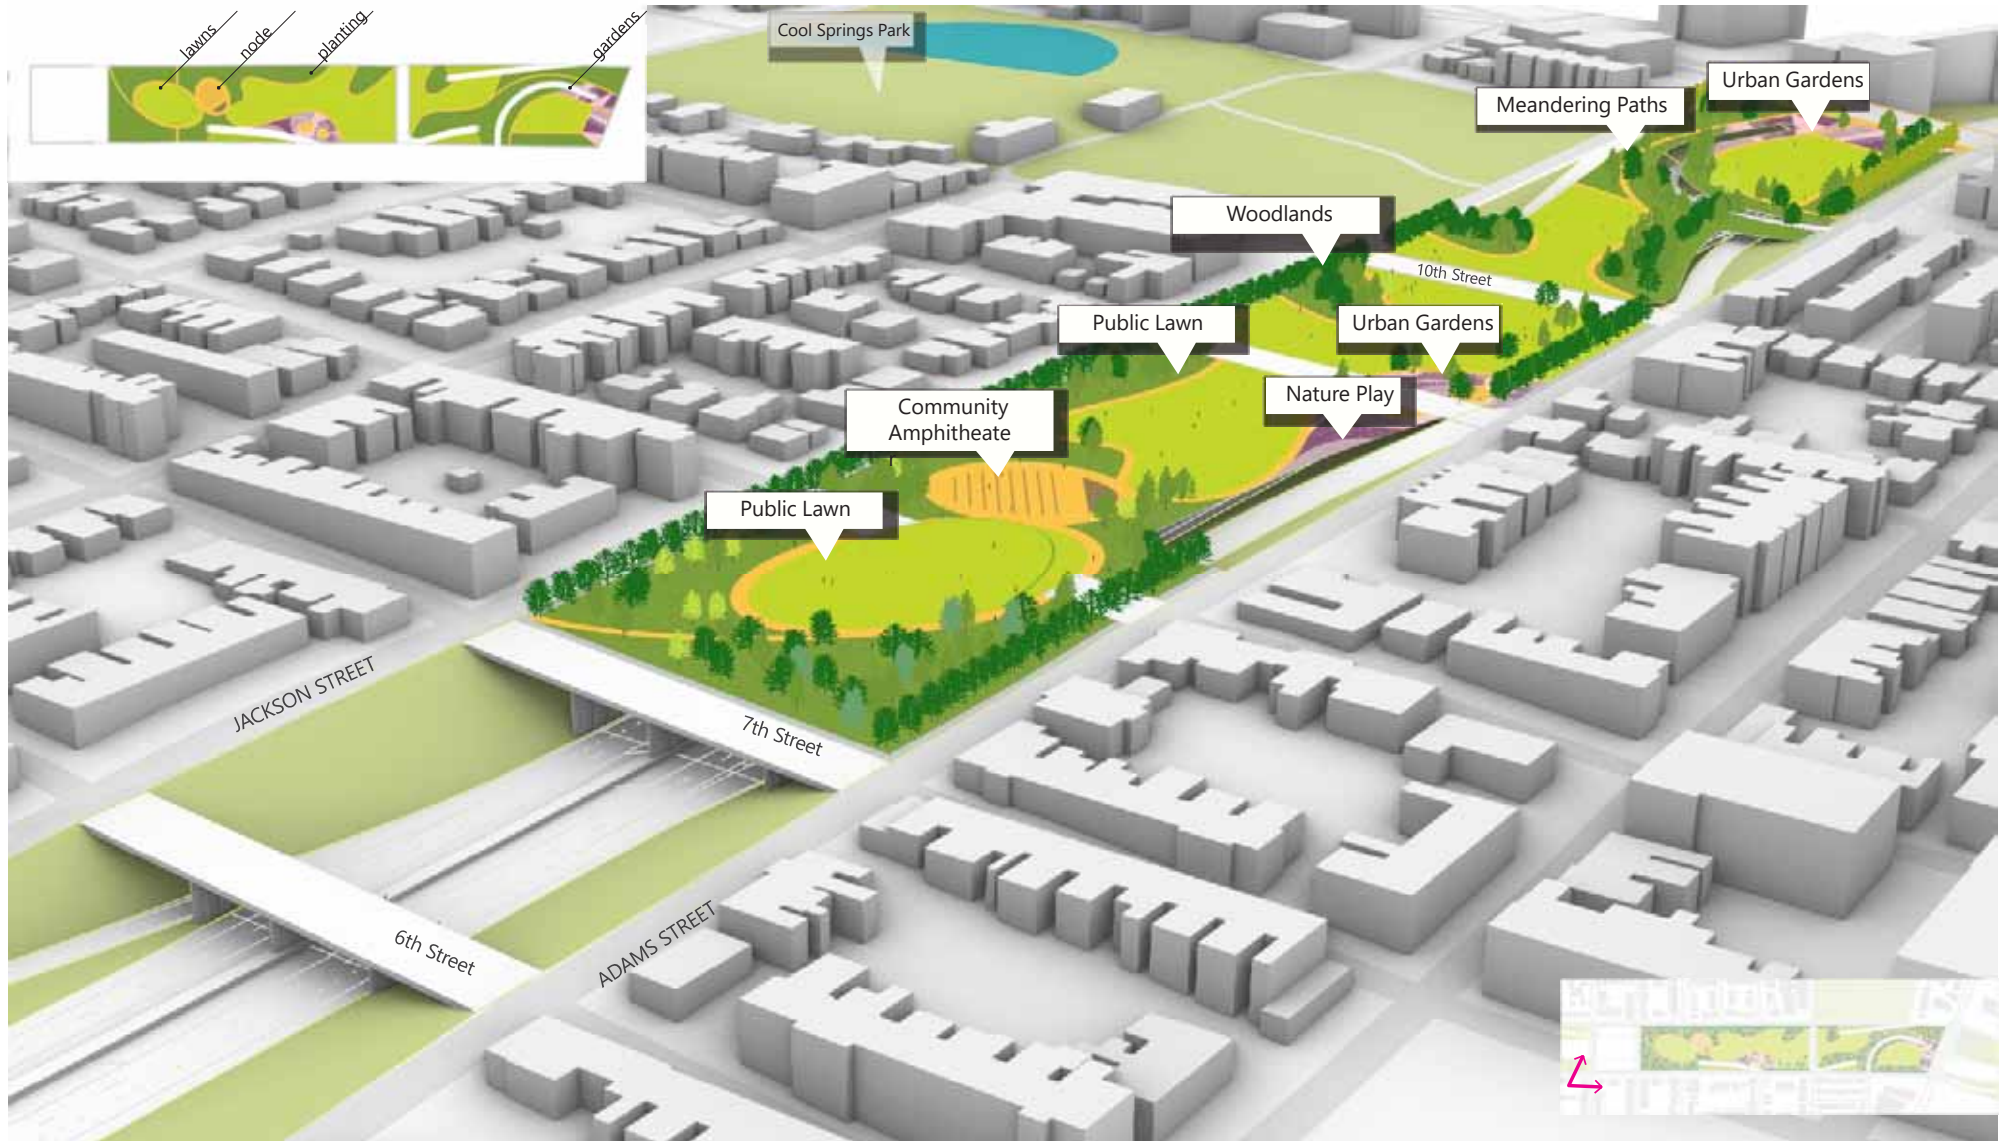 lawns
node
planting
gardens
Cool Springs Park
Urban Gardens
Meandering Paths
Woodlands
10th Street
Public Lawn
Urban Gardens
Nature Play
Community
Amphitheate
r
Public Lawn
JACKSON STREET
7th Street
6th Street
ADAMS STREET